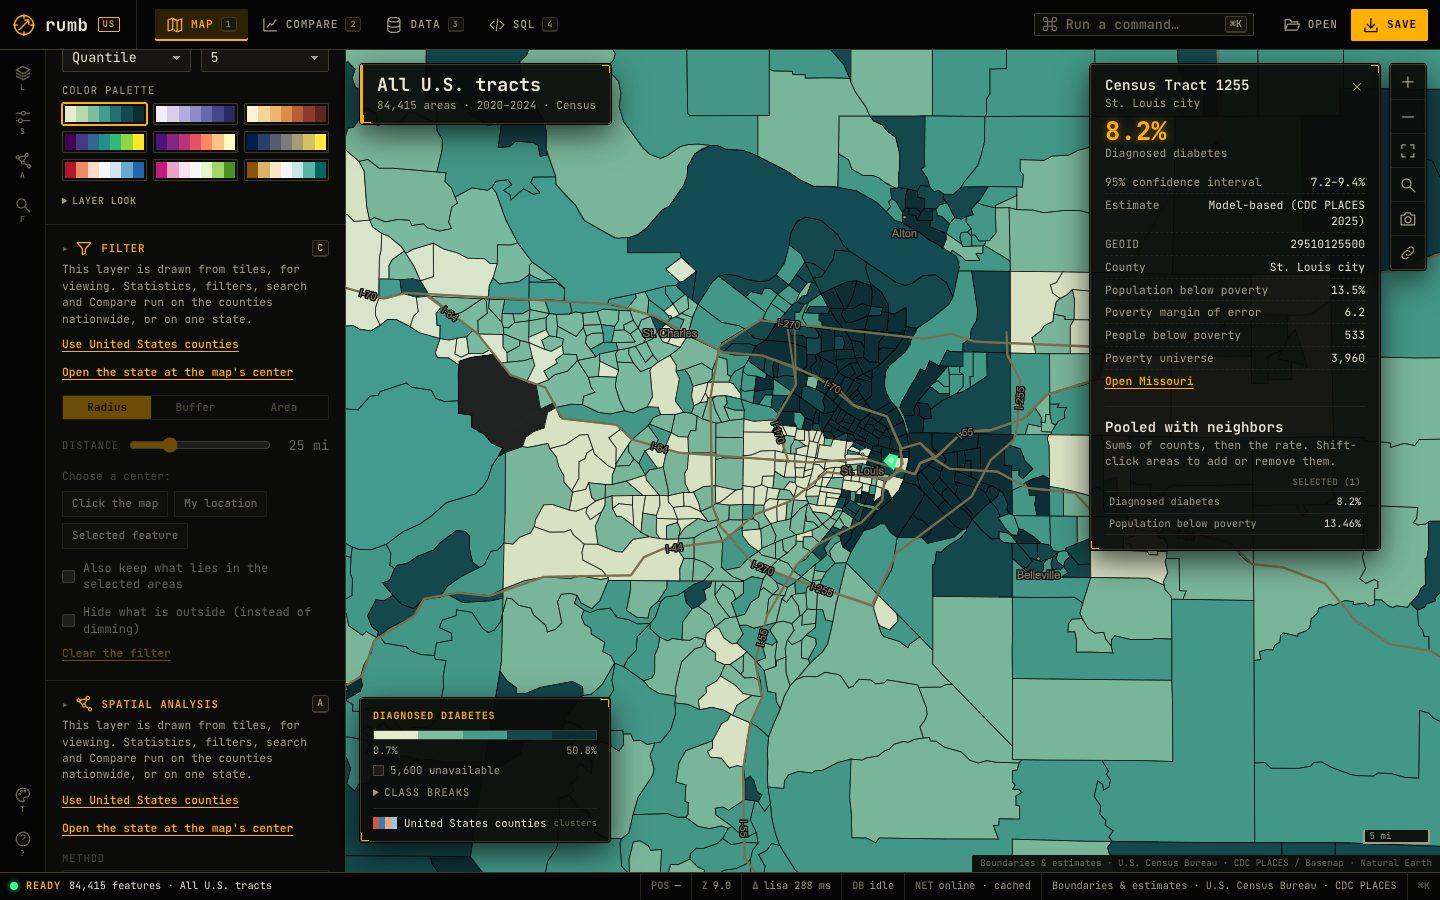 rumb US
MAP 1
COMPARE 2
DATA 3
SQL 4
Run a command… ⌘K
OPEN
SAVE
L
S
A
F
T
?
Quantile
5
COLOR PALETTE
LAYER LOOK
FILTER C
This layer is drawn from tiles, for
viewing. Statistics, filters, search
and Compare run on the counties
nationwide, or on one state.
Use United States counties
Open the state at the map's center
Radius Buffer Area
DISTANCE 25 mi
Choose a center:
Click the map My location
Selected feature
Also keep what lies in the
selected areas
Hide what is outside (instead of
dimming)
Clear the filter
SPATIAL ANALYSIS A
This layer is drawn from tiles, for
viewing. Statistics, filters, search
and Compare run on the counties
nationwide, or on one state.
Use United States counties
Open the state at the map's center
METHOD
All U.S. tracts
84,415 areas · 2020–2024 · Census
I-70
I-64
St. Charles
I-270
Alton
I-70
I-170
I-64
St. Louis
I-55
I-255
I-44
I-270
I-255
Belleville
I-55
I-55
DIAGNOSED DIABETES
0.7% 50.8%
5,600 unavailable
CLASS BREAKS
United States counties clusters
Census Tract 1255
St. Louis city
8.2%
Diagnosed diabetes
95% confidence interval 7.2–9.4%
Estimate Model-based (CDC PLACES
2025)
GEOID 29510125500
County St. Louis city
Population below poverty 13.5%
Poverty margin of error 6.2
People below poverty 533
Poverty universe 3,960
Open Missouri
Pooled with neighbors
Sums of counts, then the rate. Shift-
click areas to add or remove them.
SELECTED (1)
Diagnosed diabetes 8.2%
Population below poverty 13.46%
5 mi
Boundaries & estimates · U.S. Census Bureau · CDC PLACES / Basemap · Natural Earth
READY 84,415 features · All U.S. tracts
POS —
Z 9.0
Δ lisa 288 ms
DB idle
NET online · cached
Boundaries & estimates · U.S. Census Bureau · CDC PLACES
⌘K